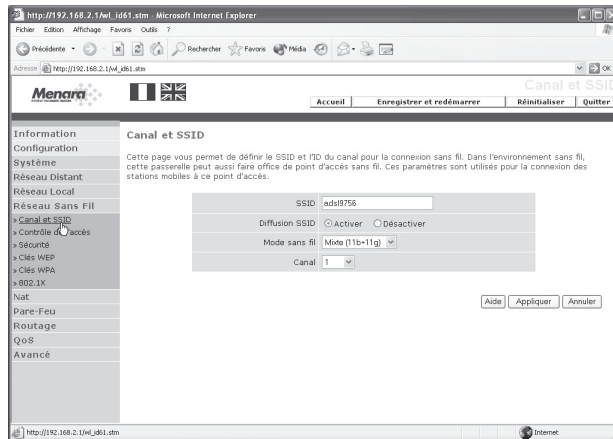 http://192.168.2.1/wl_id61.stm - Microsoft Internet Explorer
Fichier Edition Affichage Favoris Outils ?
Précédente Rechercher Favoris Média
Adresse http://192.168.2.1/wl_id61.stm OK
Menara
Canal et SSI
Accueil Enregistrer et redémarrer Réinitialiser Quitter
Information
Configuration
Système
Réseau Distant
Réseau Local
Réseau Sans Fil
» Canal et SSID
» Contrôle d'accès
» Sécurité
» Clés WEP
» Clés WPA
» 802.1X
Nat
Pare-Feu
Routage
QoS
Avancé
Canal et SSID
Cette page vous permet de définir le SSID et l'ID du canal pour la connexion sans fil. Dans l'environnement sans fil,
cette passerelle peut aussi faire office de point d'accès sans fil. Ces paramètres sont utilisés pour la connexion des
stations mobiles à ce point d'accès.
SSID adsl9756
Diffusion SSID Activer Désactiver
Mode sans fil Mixte (11b+11g)
Canal 1
Aide Appliquer Annuler
http://192.168.2.1/wl_id61.stm Internet